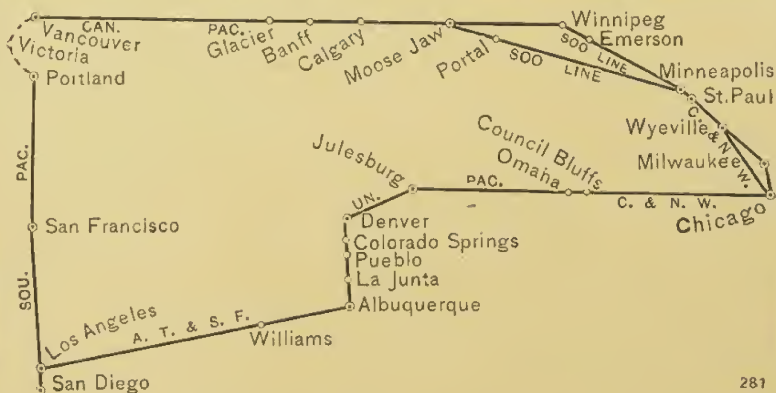 CAN. PAC.
Vancouver
Victoria
Glacier
Banff
Calgary
Moose Jaw
Portal
Winnipeg
Emerson
SOO LINE
SOO LINE
Minneapolis
St. Paul
Portland
C. & N. W.
Wyeville
Milwaukee
Chicago
PAC.
Julesburg
UN. PAC.
Council Bluffs
Omaha
C. & N. W.
San Francisco
Denver
Colorado Springs
Pueblo
La Junta
Albuquerque
SOU.
Los Angeles
A. T. & S. F.
Williams
San Diego
281